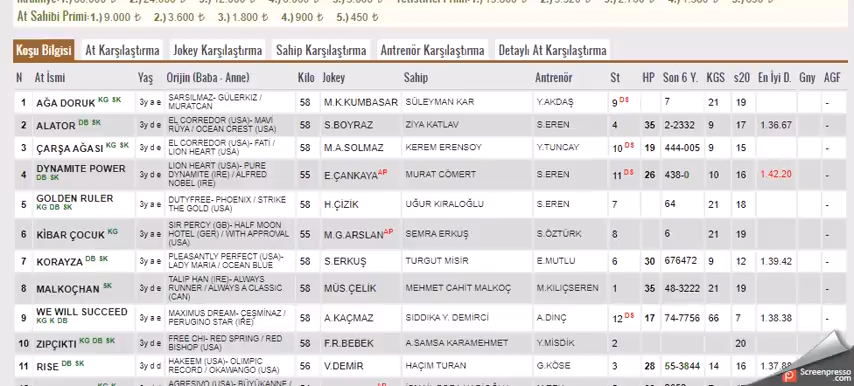 At Sahibi Primi: 1.) 9.000 ₺ 2.) 3.600 ₺ 3.) 1.800 ₺ 4.) 900 ₺ 5.) 450 ₺
Koşu Bilgisi At Karşılaştırma Jokey Karşılaştırma Sahip Karşılaştırma Antrenör Karşılaştırma Detaylı At Karşılaştırma
N At İsmi Yaş Orijin (Baba - Anne) Kilo Jokey Sahip Antrenör St HP Son 6 Y. KGS s20 En İyi D. Gny AGF
1 AĞA DORUK KG SK 3y a e SARSILMAZ- GÜLERKIZ / MURATCAN 58 M.K.KUMBASAR SÜLEYMAN KAR Y.AKDAŞ 9 DS 7 21 19 -
2 ALATOR DB SK 3y d e EL CORREDOR (USA)- MAVİ RÜYA / OCEAN CREST (USA) 58 S.BOYRAZ ZIYA KATLAV S.EREN 4 35 2-2332 9 17 1.36.67 -
3 ÇARŞA AĞASI KG SK 3y d e EL CORREDOR (USA)- FATI / LION HEART (USA) 58 M.A.SOLMAZ KEREM ERENSOY Y.TUNCAY 10 DS 19 444-005 9 15 -
4 DYNAMITE POWER DB SK 3y d e LION HEART (USA)- PURE DYNAMITE (IRE) / ALFRED NOBEL (IRE) 55 E.ÇANKAYA AP MURAT CÖMERT S.EREN 11 DS 26 438-0 10 16 1.42.20 -
5 GOLDEN RULER KG DB SK 3y d e DUTYFREE- PHOENIX / STRIKE THE GOLD (USA) 58 H.ÇİZİK UĞUR KIRALOĞLU S.EREN 7 64 21 18 -
6 KİBAR ÇOCUK KG 3y a e SIR PERCY (GB)- HALF MOON HOTEL (GER) / WITH APPROVAL (USA) 55 M.G.ARSLAN AP SEMRA ERKUŞ S.ÖZTÜRK 8 6 21 19 -
7 KORAYZA DB SK 3y a e PLEASANTLY PERFECT (USA)- LADY MARIA / OCEAN BLUE 58 S.ERKUŞ TURGUT MISIR E.MUTLU 6 30 676472 9 12 1.39.42 -
8 MALKOÇHAN SK 3y d e TALIP HAN (IRE)- ALWAYS RUNNER / ALWAYS A CLASSIC (CAN) 58 MÜS.ÇELİK MEHMET CAHIT MALKOÇ M.KILIÇSEREN 1 35 48-3222 21 19 -
9 WE WILL SUCCEED KG K DB 3y a e MAXIMUS DREAM- ÇEŞMİNAZ / PERUGINO STAR (IRE) 58 A.KAÇMAZ SIDDIKA Y. DEMIRCI A.DINÇ 12 DS 17 74-7756 66 7 1.38.38 -
10 ZIPÇIKTI KG DB SK 3y d e FREE CHI- RED SPRING / RED BISHOP (USA) 58 F.R.BEBEK A.SAMSA KARAMEHMET Y.MISDIK 2 20
11 RISE DB SK 3y d d HAKEEM (USA)- OLIMPIC RECORD / OKAWANGO (USA) 56 V.DEMİR HAÇIM TURAN G.KÖSE 3 28 55-3844 14 16 1.37.88
Screenpresso
.com